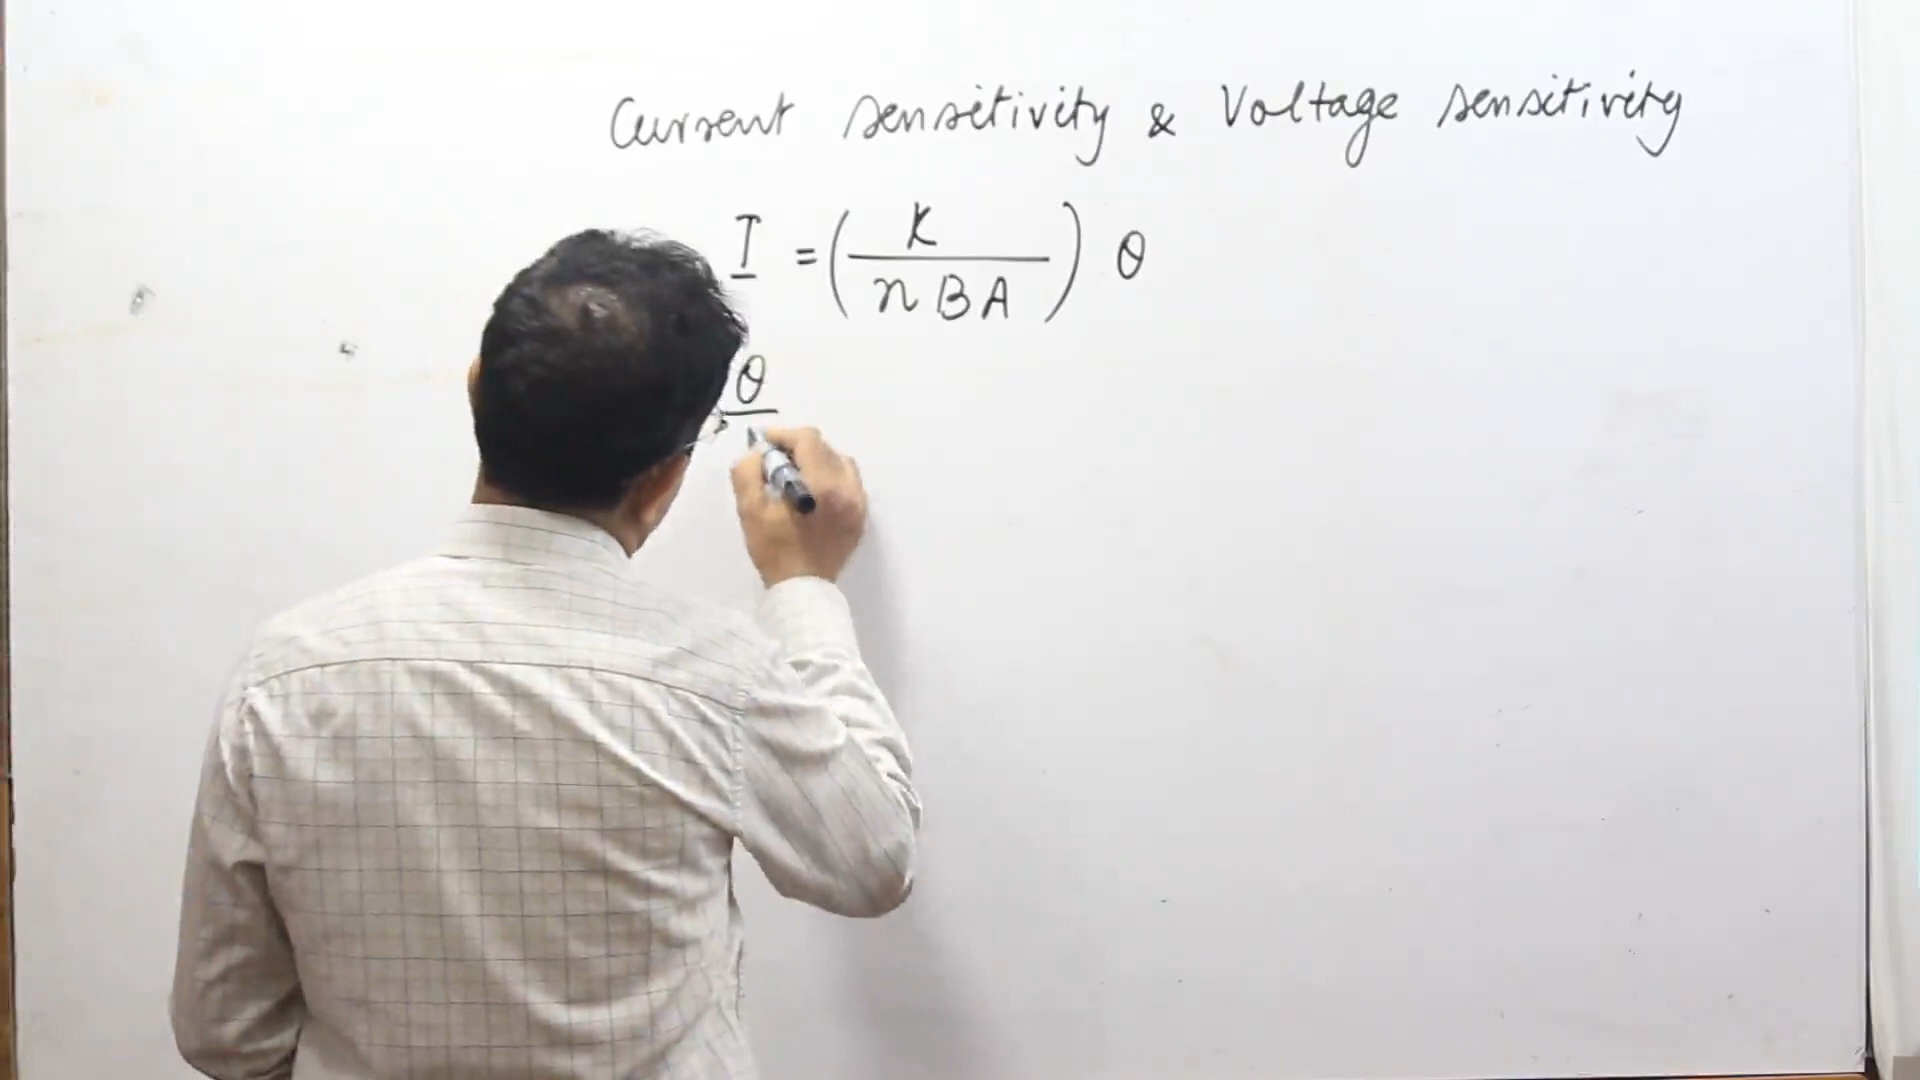 Current sensitivity & Voltage sensitivity
I = (K / nBA) θ
θ